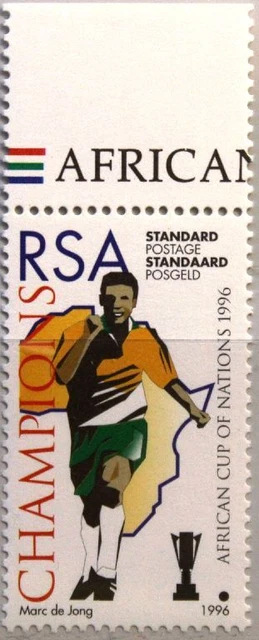 AFRICAN
RSA
STANDARD
POSTAGE
STANDAARD
POSGELD
CHAMPIONS
AFRICAN CUP OF NATIONS 1996
Marc de Jong
1996